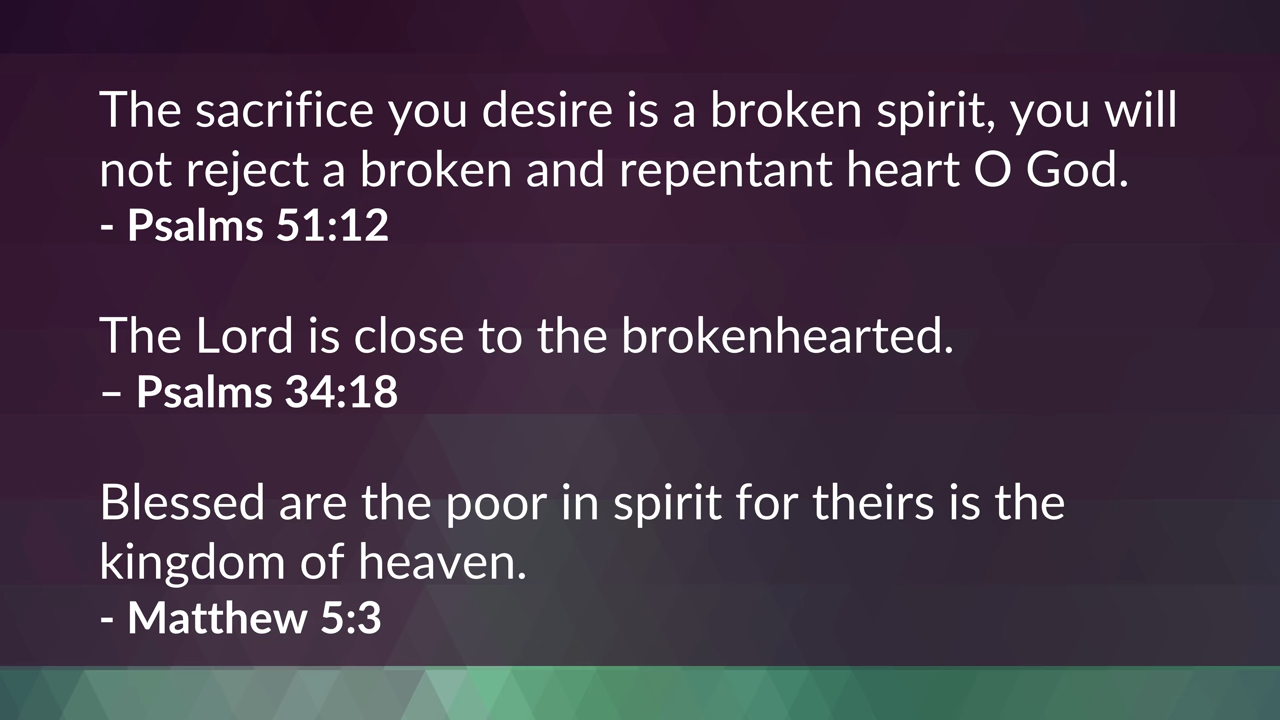 The sacrifice you desire is a broken spirit, you will
not reject a broken and repentant heart O God.
- Psalms 51:12
The Lord is close to the brokenhearted.
– Psalms 34:18
Blessed are the poor in spirit for theirs is the
kingdom of heaven.
- Matthew 5:3